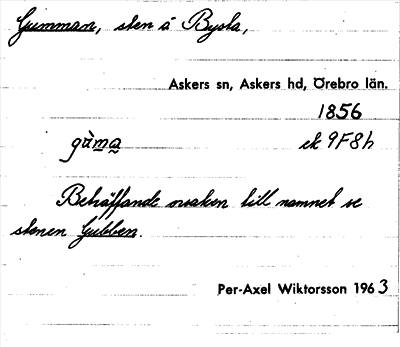 Gumman, sten å Bysta,
Askers sn, Askers hd, Örebro län.
1856
gùma ek 9F8h
Beträffande orsaken till namnet se
stenen Gubben.
Per-Axel Wiktorsson 1963